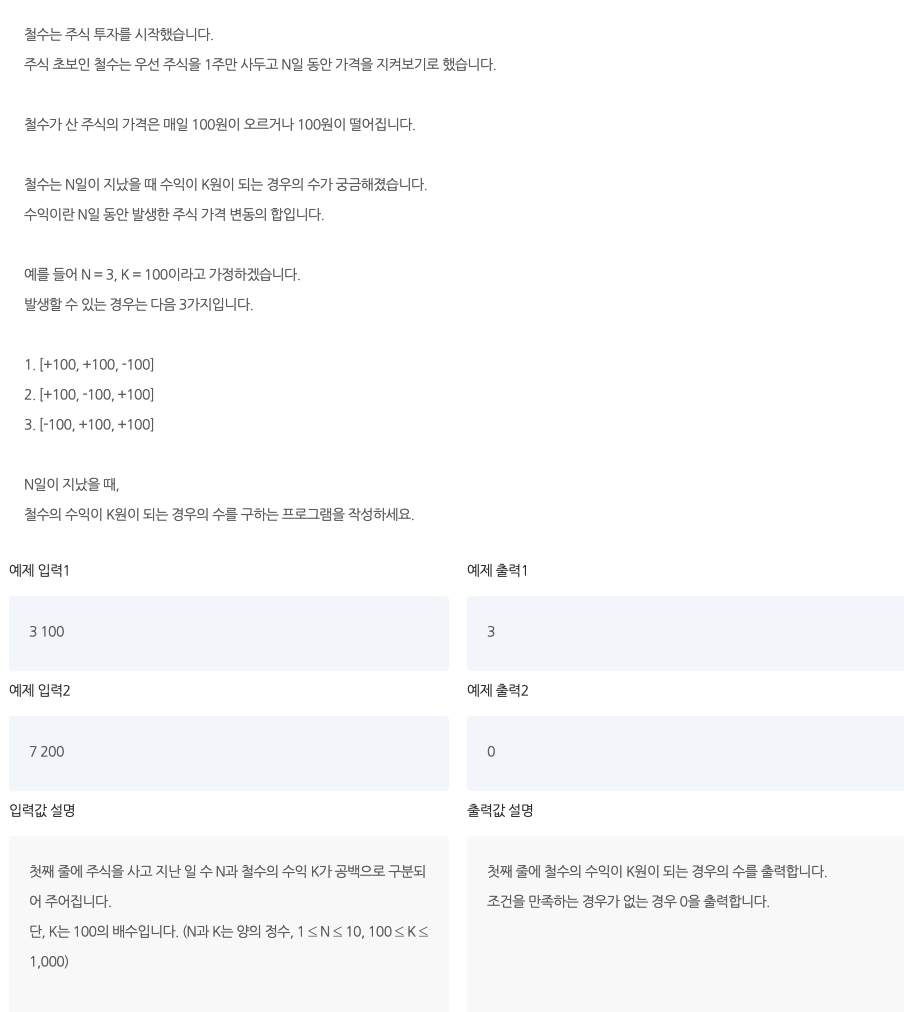 철수는 주식 투자를 시작했습니다.
주식 초보인 철수는 우선 주식을 1주만 사두고 N일 동안 가격을 지켜보기로 했습니다.
철수가 산 주식의 가격은 매일 100원이 오르거나 100원이 떨어집니다.
철수는 N일이 지났을 때 수익이 K원이 되는 경우의 수가 궁금해졌습니다.
수익이란 N일 동안 발생한 주식 가격 변동의 합입니다.
예를 들어 N = 3, K = 100이라고 가정하겠습니다.
발생할 수 있는 경우는 다음 3가지입니다.
1. [+100, +100, -100]
2. [+100, -100, +100]
3. [-100, +100, +100]
N일이 지났을 때,
철수의 수익이 K원이 되는 경우의 수를 구하는 프로그램을 작성하세요.
예제 입력1
예제 출력1
3 100
3
예제 입력2
예제 출력2
7 200
0
입력값 설명
출력값 설명
첫째 줄에 주식을 사고 지난 일 수 N과 철수의 수익 K가 공백으로 구분되
어 주어집니다.
단, K는 100의 배수입니다. (N과 K는 양의 정수, 1 ≤ N ≤ 10, 100 ≤ K ≤
1,000)
첫째 줄에 철수의 수익이 K원이 되는 경우의 수를 출력합니다.
조건을 만족하는 경우가 없는 경우 0을 출력합니다.